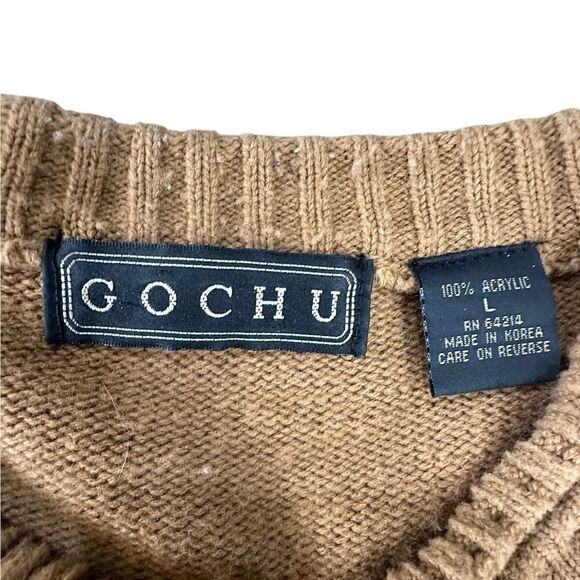 GOCHU
100% ACRYLIC
L
RN 64214
MADE IN KOREA
CARE ON REVERSE